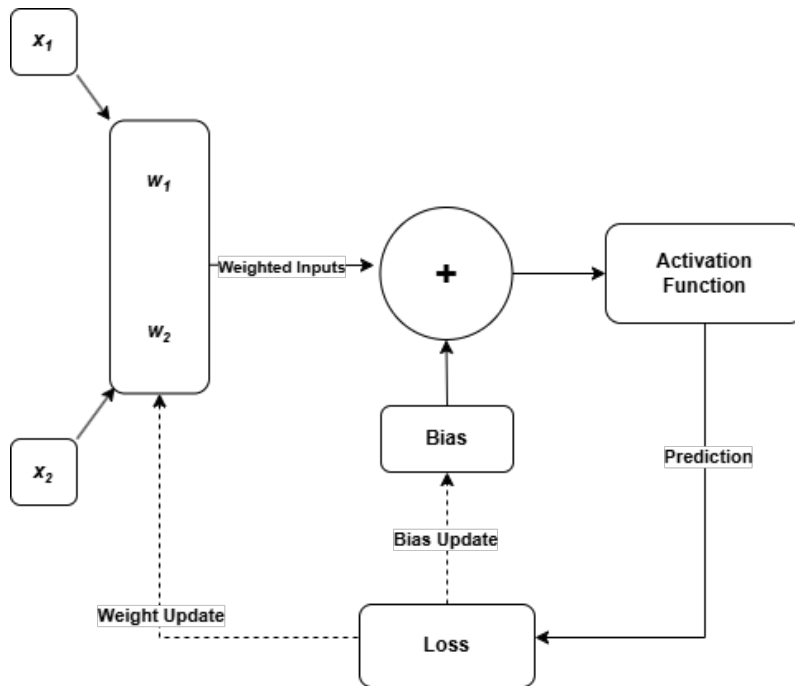 x1
w1
Weighted Inputs
+
Activation
Function
w2
Bias
x2
Prediction
Bias Update
Weight Update
Loss